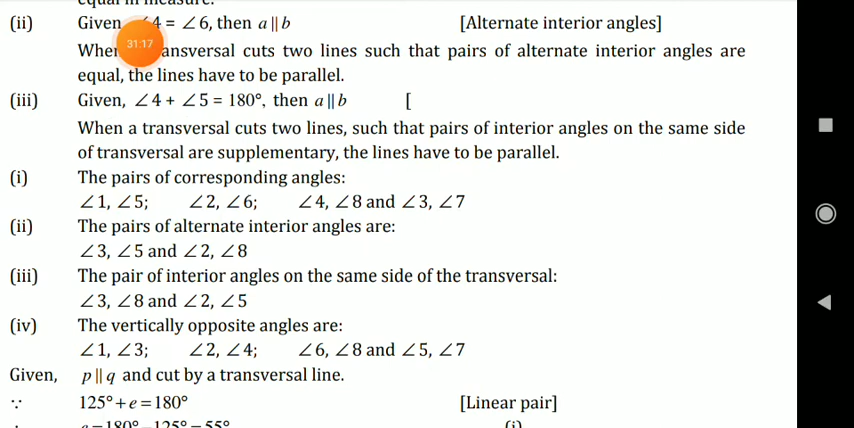 (ii) Given ∠4 = ∠6, then a || b [Alternate interior angles]
31:17
ansversal cuts two lines such that pairs of alternate interior angles are
equal, the lines have to be parallel.
(iii) Given, ∠4 + ∠5 = 180°, then a || b [
When a transversal cuts two lines, such that pairs of interior angles on the same side
of transversal are supplementary, the lines have to be parallel.
(i) The pairs of corresponding angles:
∠1, ∠5; ∠2, ∠6; ∠4, ∠8 and ∠3, ∠7
(ii) The pairs of alternate interior angles are:
∠3, ∠5 and ∠2, ∠8
(iii) The pair of interior angles on the same side of the transversal:
∠3, ∠8 and ∠2, ∠5
(iv) The vertically opposite angles are:
∠1, ∠3; ∠2, ∠4; ∠6, ∠8 and ∠5, ∠7
Given, p || q and cut by a transversal line.
∵ 125° + e = 180° [Linear pair]
∴ e = 180° − 125° = 55° (i)